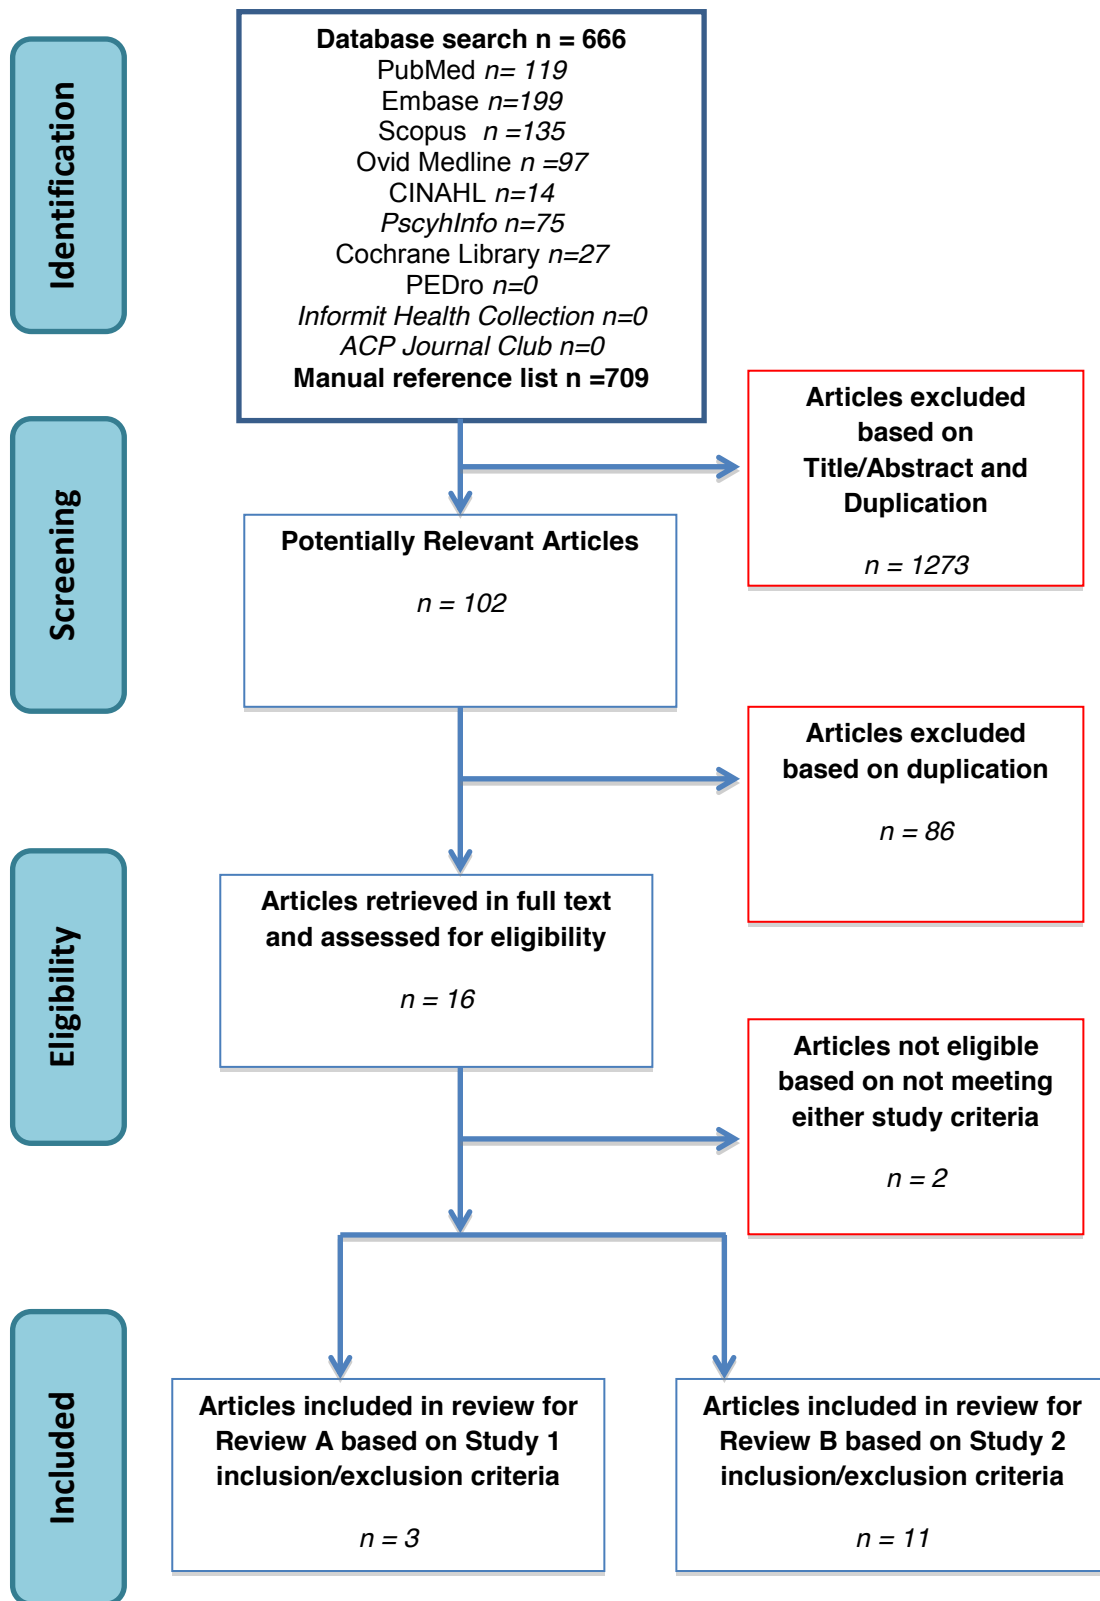 Identification
Database search n = 666
PubMed n= 119
Embase n=199
Scopus n =135
Ovid Medline n =97
CINAHL n=14
PscyhInfo n=75
Cochrane Library n=27
PEDro n=0
Informit Health Collection n=0
ACP Journal Club n=0
Manual reference list n =709
Articles excluded
based on
Title/Abstract and
Duplication
n = 1273
Screening
Potentially Relevant Articles
n = 102
Articles excluded
based on duplication
n = 86
Eligibility
Articles retrieved in full text
and assessed for eligibility
n = 16
Articles not eligible
based on not meeting
either study criteria
n = 2
Included
Articles included in review for
Review A based on Study 1
inclusion/exclusion criteria
n = 3
Articles included in review for
Review B based on Study 2
inclusion/exclusion criteria
n = 11